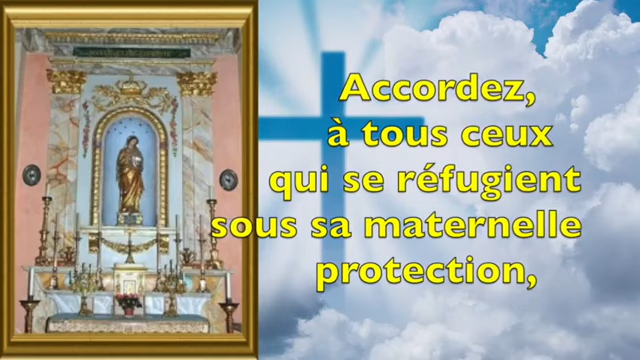 Accordez,
à tous ceux
qui se réfugient
sous sa maternelle
protection,